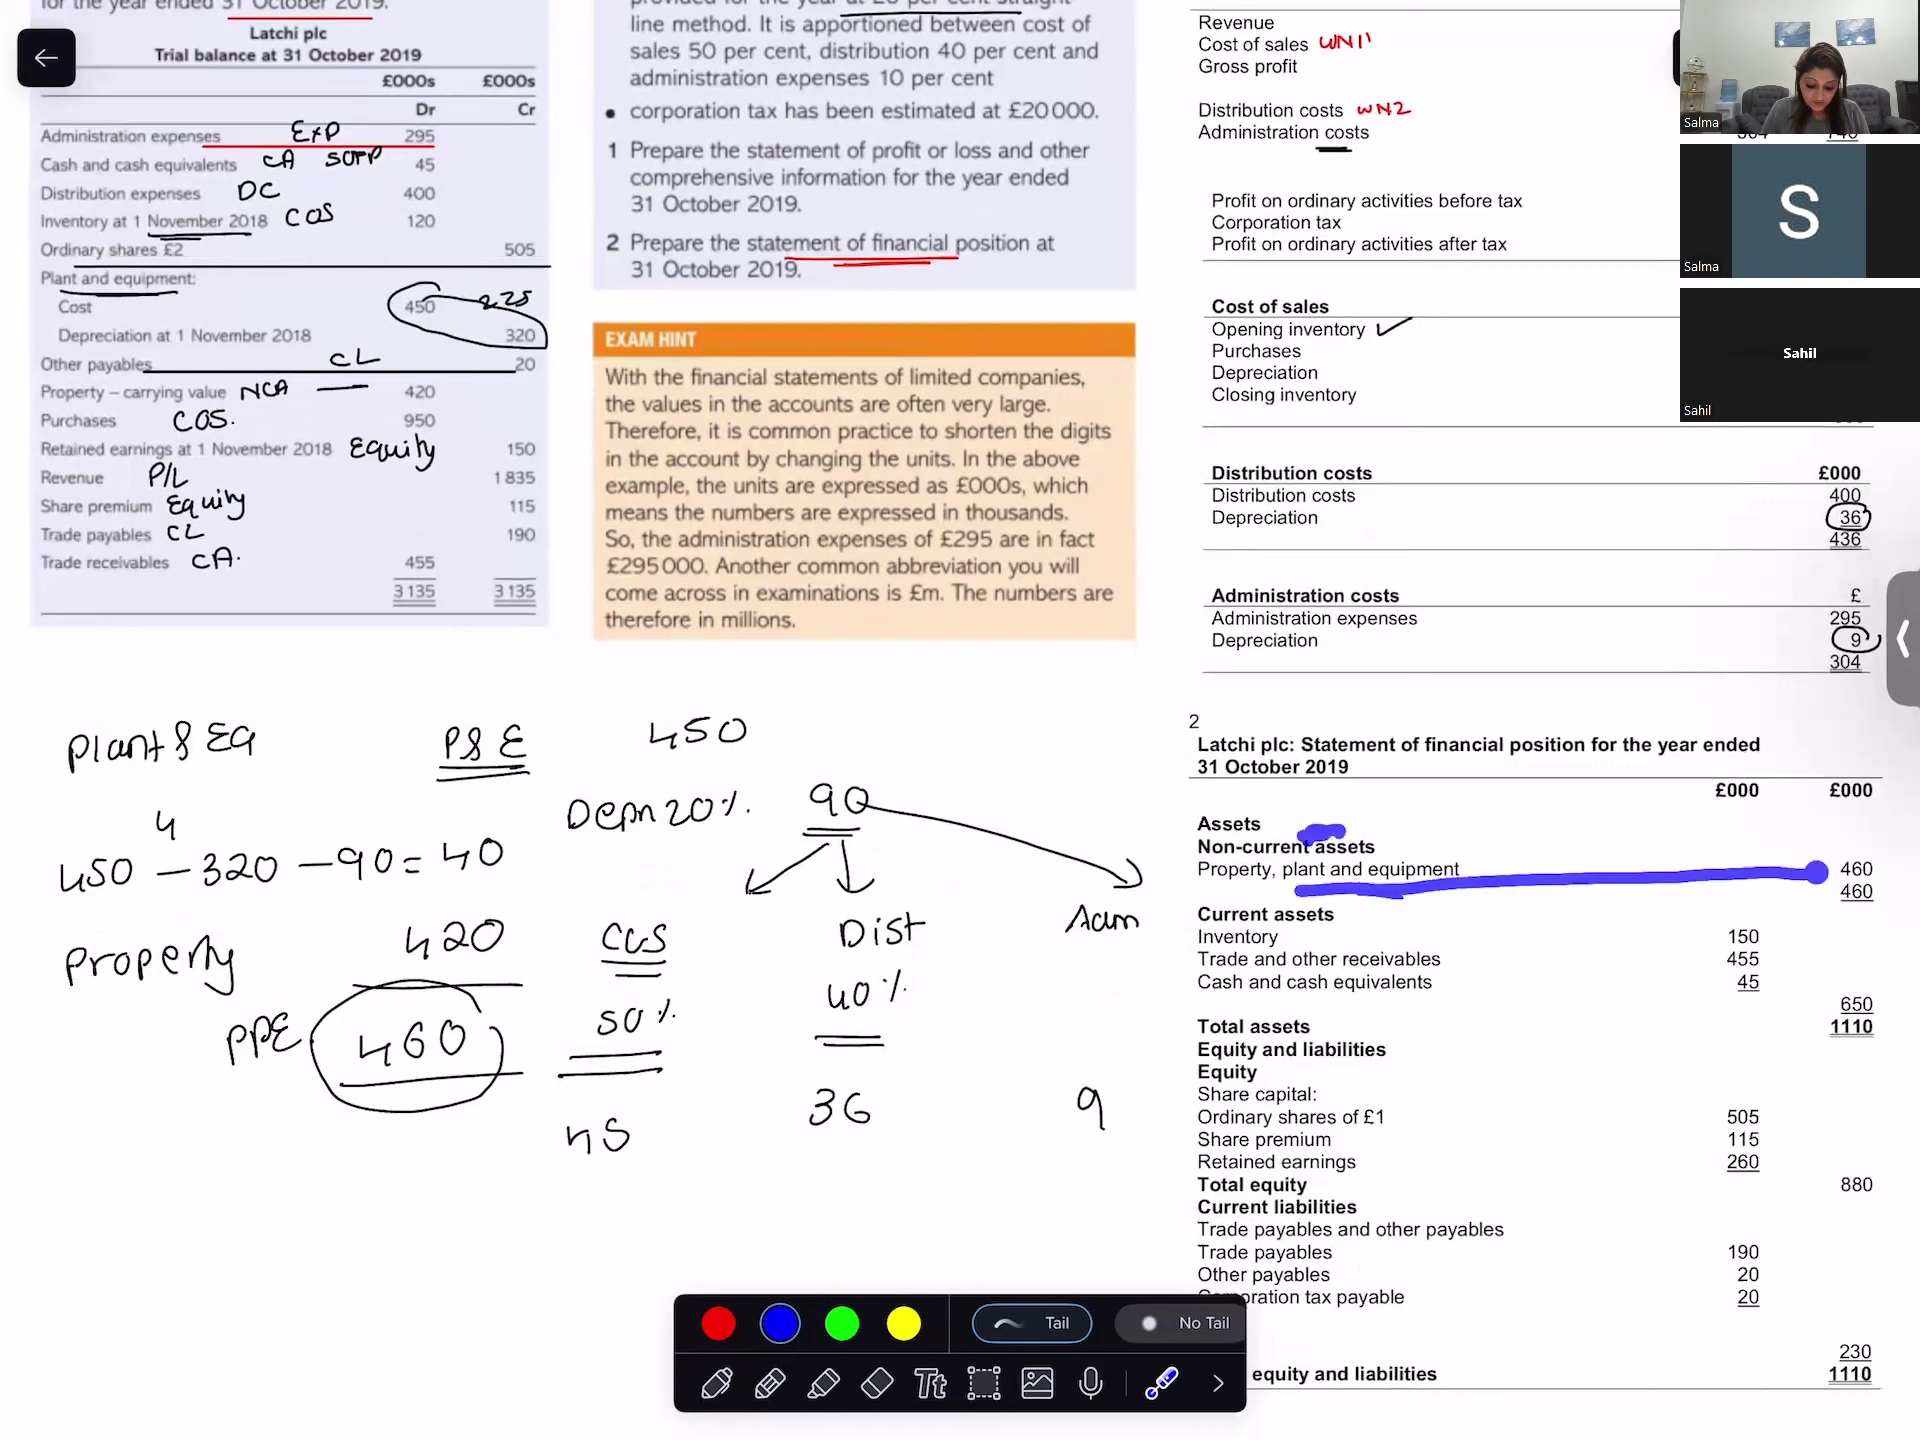 for the year ended 31 October 2019.
Latchi plc
Trial balance at 31 October 2019
£000s £000s
Dr Cr
Administration expenses EXP 295
Cash and cash equivalents CA SOFP 45
Distribution expenses DC 400
Inventory at 1 November 2018 COS 120
Ordinary shares £2 505
Plant and equipment:
Cost 450 225
Depreciation at 1 November 2018 320
Other payables CL 20
Property – carrying value NCA 420
Purchases COS. 950
Retained earnings at 1 November 2018 Equity 150
Revenue P/L 1 835
Share premium Equity 115
Trade payables CL 190
Trade receivables CA. 455
3 135 3 135
provided for the year at 20 per cent straight
line method. It is apportioned between cost of
sales 50 per cent, distribution 40 per cent and
administration expenses 10 per cent
• corporation tax has been estimated at £20 000.
1 Prepare the statement of profit or loss and other
comprehensive information for the year ended
31 October 2019.
2 Prepare the statement of financial position at
31 October 2019.
EXAM HINT
With the financial statements of limited companies,
the values in the accounts are often very large.
Therefore, it is common practice to shorten the digits
in the account by changing the units. In the above
example, the units are expressed as £000s, which
means the numbers are expressed in thousands.
So, the administration expenses of £295 are in fact
£295 000. Another common abbreviation you will
come across in examinations is £m. The numbers are
therefore in millions.
Plant & EQ
P & E
450
Depn 20%. 90
4
450 – 320 – 90 = 40
Property 420
PPE 460
COS Dist Adm
50% 40%
45 36 9
Revenue
Cost of sales WN1
Gross profit
Distribution costs WN2
Administration costs
Profit on ordinary activities before tax
Corporation tax
Profit on ordinary activities after tax
Cost of sales
Opening inventory
Purchases
Depreciation
Closing inventory
Distribution costs £000
Distribution costs 400
Depreciation 36
436
Administration costs £
Administration expenses 295
Depreciation 9
304
2
Latchi plc: Statement of financial position for the year ended
31 October 2019
£000 £000
Assets
Non-current assets
Property, plant and equipment 460
460
Current assets
Inventory 150
Trade and other receivables 455
Cash and cash equivalents 45
650
Total assets 1110
Equity and liabilities
Equity
Share capital:
Ordinary shares of £1 505
Share premium 115
Retained earnings 260
Total equity 880
Current liabilities
Trade payables and other payables
Trade payables 190
Other payables 20
oration tax payable 20
230
equity and liabilities 1110
Salma
S
Salma
Sahil
Sahil
Tail
No Tail
Tt